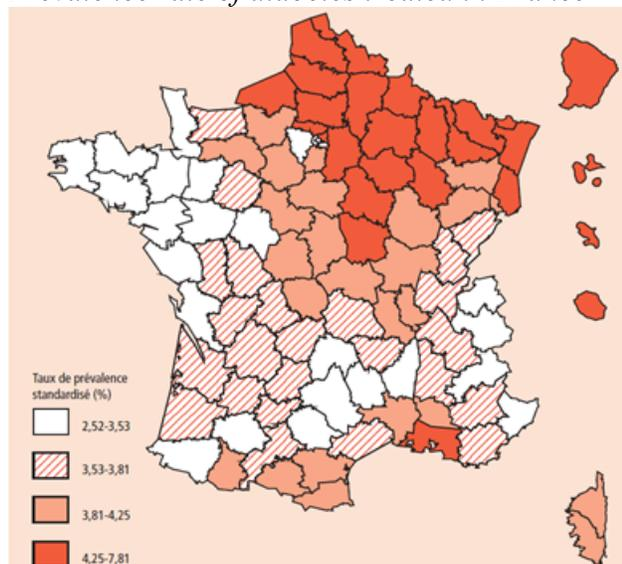 Taux de prévalence
standardisé (%)
2,52-3,53
3,53-3,81
3,81-4,25
4,25-7,81